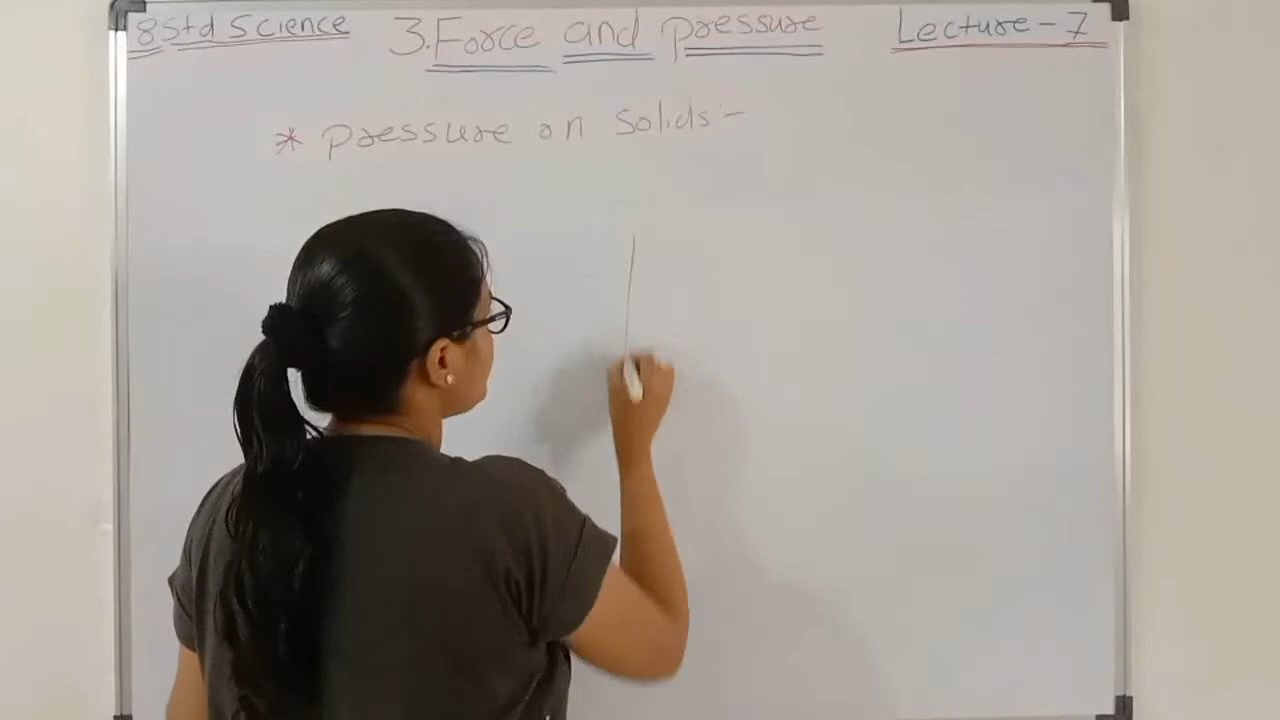 8Std Science 3.Force and pressure Lecture-7
* pressure on solids:-